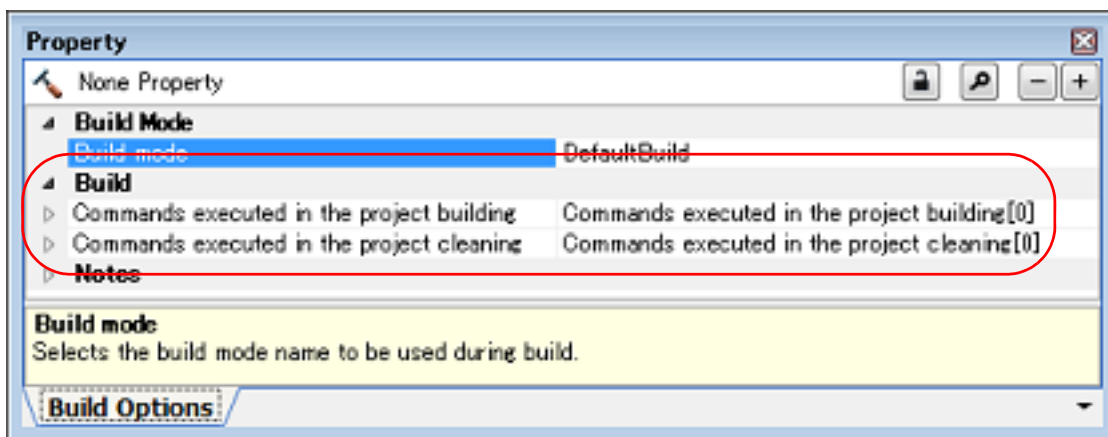 Property
None Property
Build Mode
Build mode DefaultBuild
Build
Commands executed in the project building Commands executed in the project building[0]
Commands executed in the project cleaning Commands executed in the project cleaning[0]
Notes
Build mode
Selects the build mode name to be used during build.
Build Options